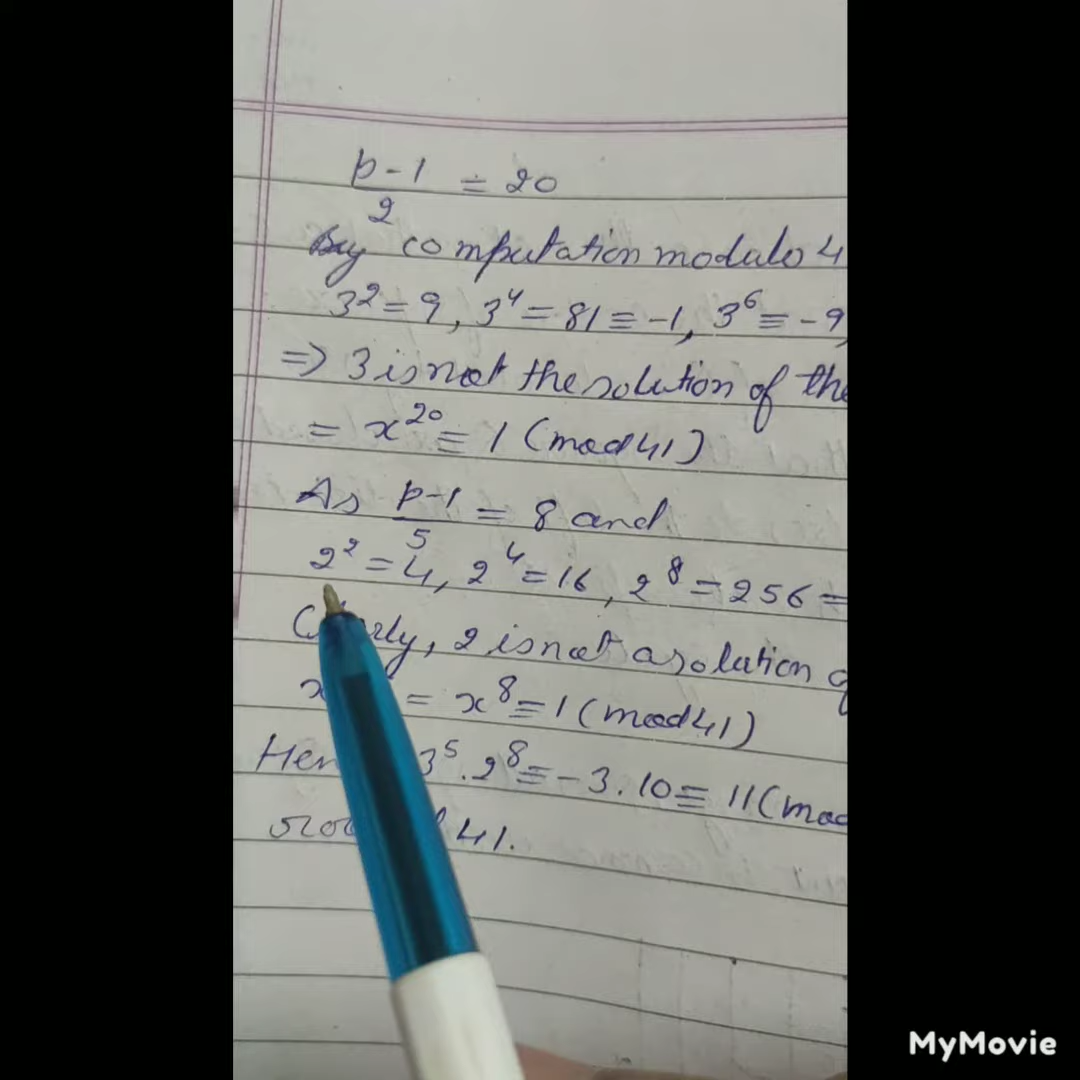 p-1
2 = 20
By computation modulo 4
3² = 9, 3⁴ = 81 ≡ -1, 3⁶ ≡ -9,
=> 3 is not the solution of the
= x²⁰ ≡ 1 (mod 41)
As p-1
5 = 8 and
2² = 4, 2⁴ = 16, 2⁸ = 256 =
2 is not a solution
= x⁸ ≡ 1 (mod 41)
3⁵.2⁸ ≡ -3.10 ≡ 11 (mod
41.
MyMovie